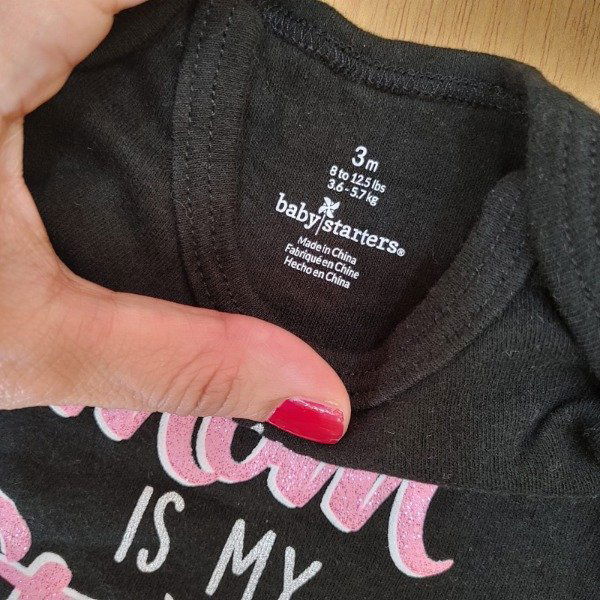 3m
8 to 12.5 lbs
3.6 - 5.7 kg
baby starters®
Made in China
Fabriqué en Chine
Hecho en China
mom
IS MY